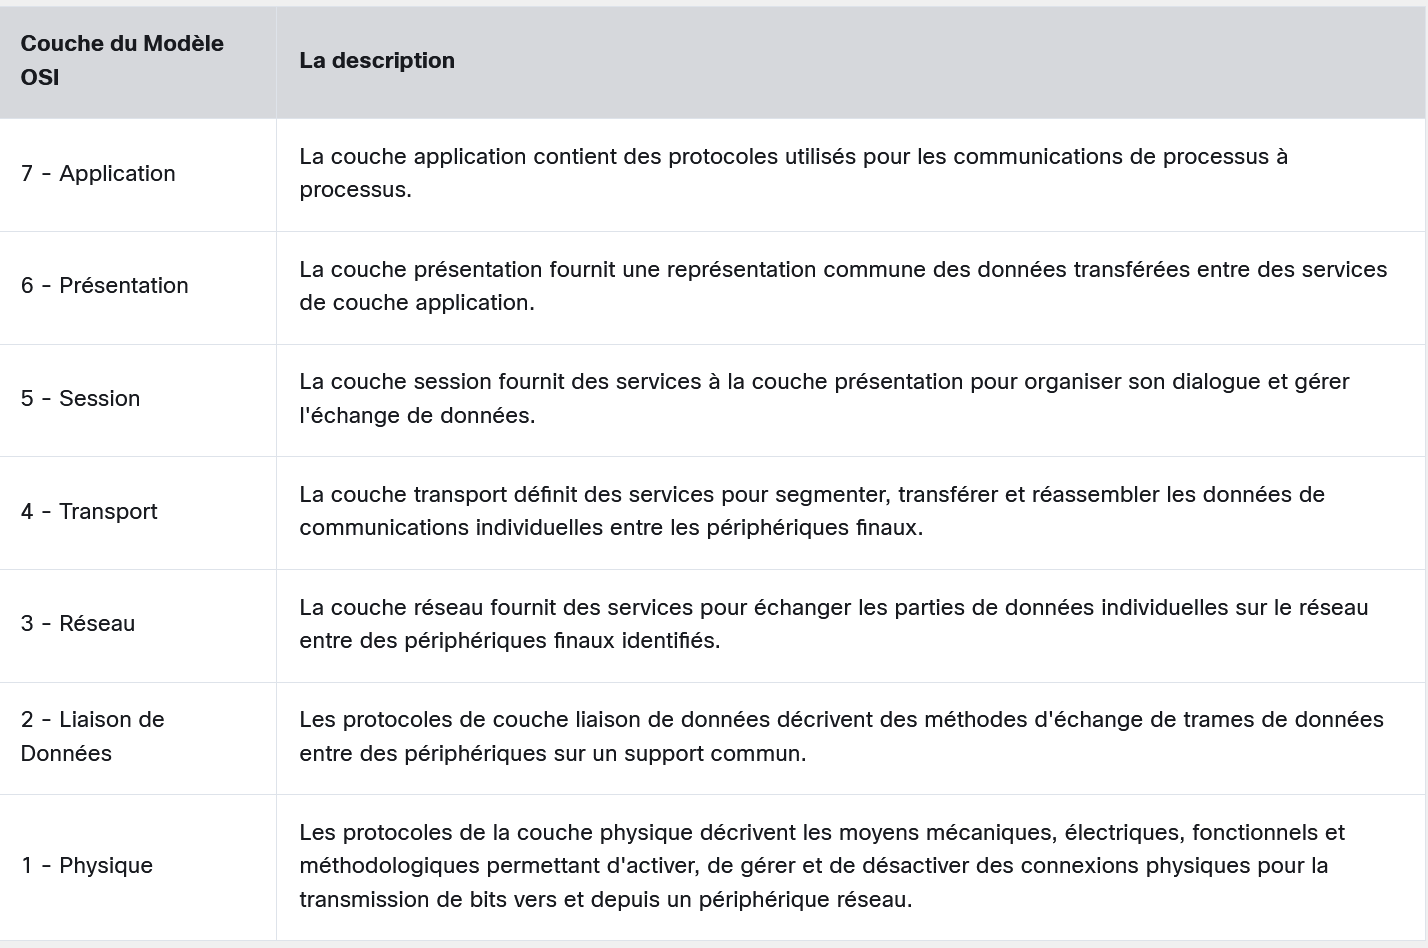 Couche du Modèle
OSI
La description
7 - Application
La couche application contient des protocoles utilisés pour les communications de processus à
processus.
6 - Présentation
La couche présentation fournit une représentation commune des données transférées entre des services
de couche application.
5 - Session
La couche session fournit des services à la couche présentation pour organiser son dialogue et gérer
l'échange de données.
4 - Transport
La couche transport définit des services pour segmenter, transférer et réassembler les données de
communications individuelles entre les périphériques finaux.
3 - Réseau
La couche réseau fournit des services pour échanger les parties de données individuelles sur le réseau
entre des périphériques finaux identifiés.
2 - Liaison de
Données
Les protocoles de couche liaison de données décrivent des méthodes d'échange de trames de données
entre des périphériques sur un support commun.
1 - Physique
Les protocoles de la couche physique décrivent les moyens mécaniques, électriques, fonctionnels et
méthodologiques permettant d'activer, de gérer et de désactiver des connexions physiques pour la
transmission de bits vers et depuis un périphérique réseau.